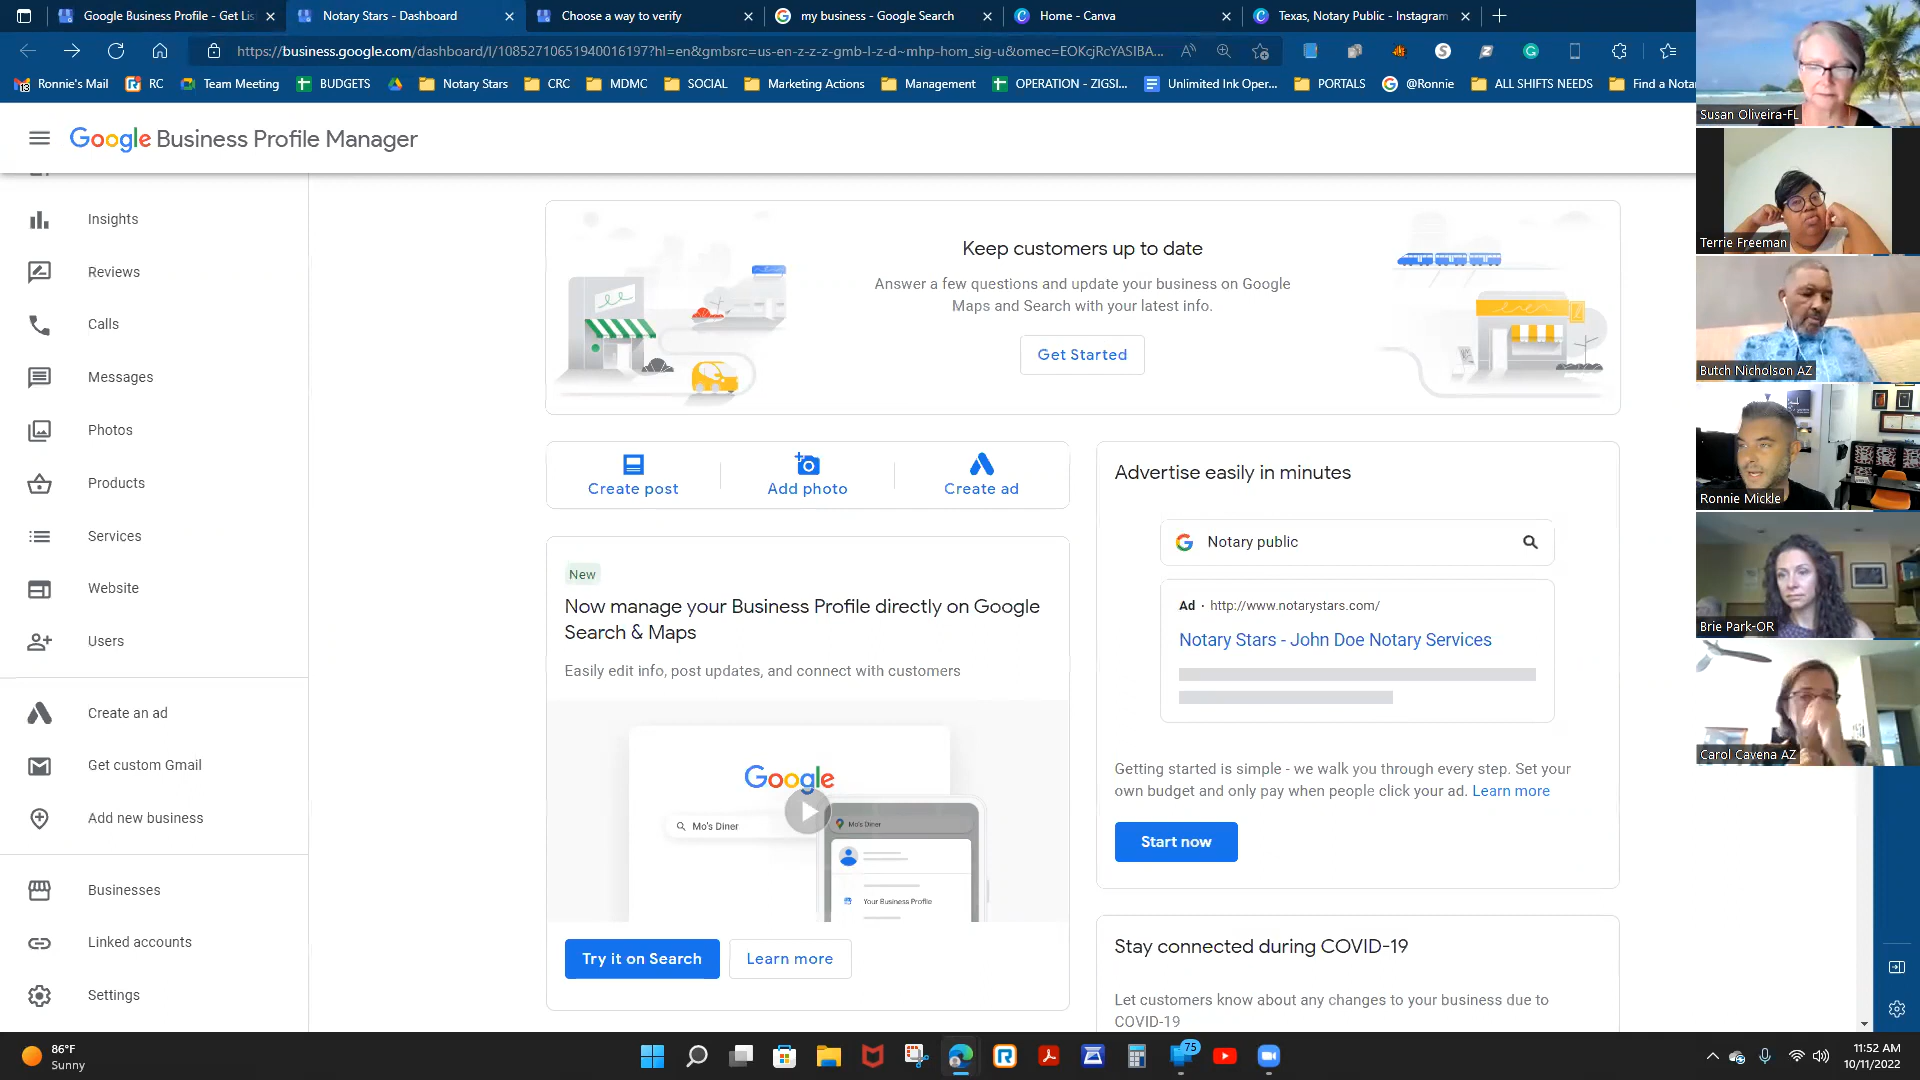 Google Business Profile - Get Lis
Notary Stars - Dashboard
Choose a way to verify
my business - Google Search
Home - Canva
Texas, Notary Public - Instagram
https://business.google.com/dashboard/l/10852710651940016197?hl=en&gmbsrc=us-en-z-z-z-gmb-l-z-d~mhp-hom_sig-u&omec=EOKcjRcYASIBA...
Ronnie's Mail
RC
Team Meeting
BUDGETS
Notary Stars
CRC
MDMC
SOCIAL
Marketing Actions
Management
OPERATION - ZIGSI...
Unlimited Ink Oper...
PORTALS
@Ronnie
ALL SHIFTS NEEDS
Find a Nota
Google Business Profile Manager
Insights
Reviews
Calls
Messages
Photos
Products
Services
Website
Users
Create an ad
Get custom Gmail
Add new business
Businesses
Linked accounts
Settings
Keep customers up to date
Answer a few questions and update your business on Google
Maps and Search with your latest info.
Get Started
Create post
Add photo
Create ad
New
Now manage your Business Profile directly on Google
Search & Maps
Easily edit info, post updates, and connect with customers
Google
Mo's Diner
Mo's Diner
Your Business Profile
Try it on Search
Learn more
Advertise easily in minutes
Notary public
Ad · http://www.notarystars.com/
Notary Stars - John Doe Notary Services
Getting started is simple - we walk you through every step. Set your
own budget and only pay when people click your ad. Learn more
Start now
Stay connected during COVID-19
Let customers know about any changes to your business due to
COVID-19
Susan Oliveira-FL
Terrie Freeman
Butch Nicholson AZ
Ronnie Mickle
Brie Park-OR
Carol Cavena AZ
86°F
Sunny
75
11:52 AM
10/11/2022